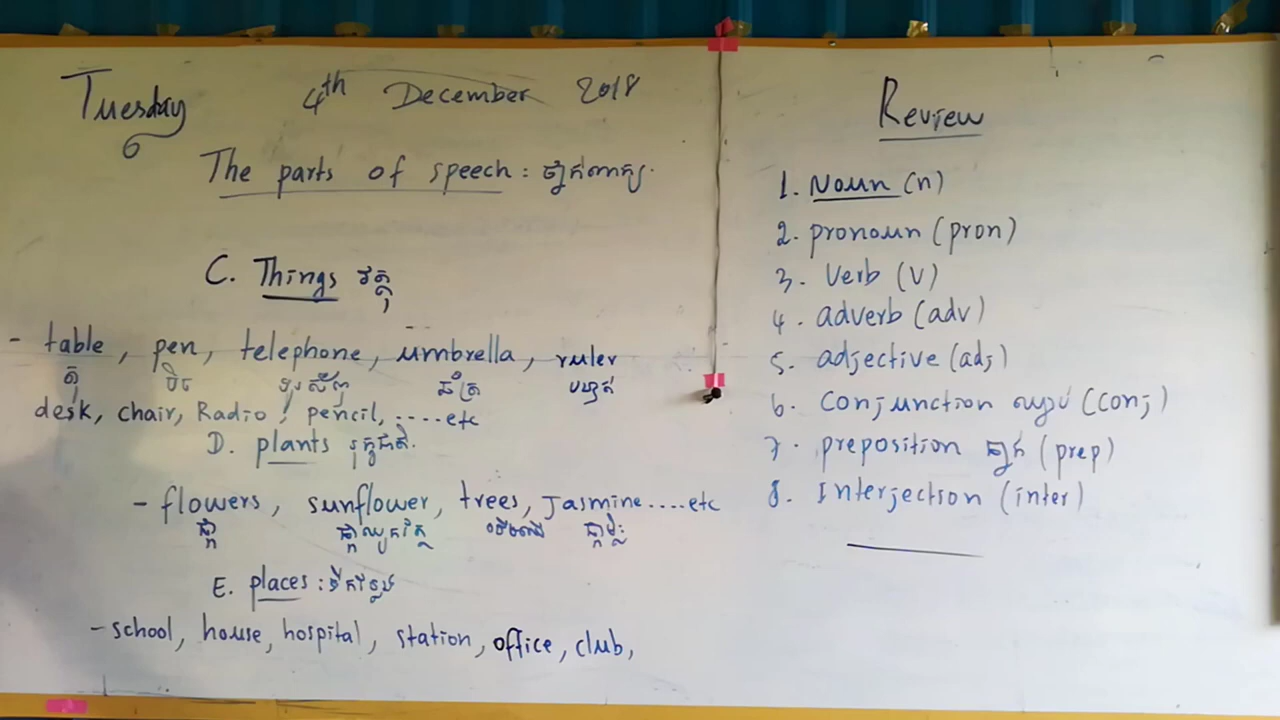 Tuesday 4th December 2018
The parts of speech : ថ្នាក់ពាក្យ.
C. Things វត្ថុ
- table, pen, telephone, umbrella, ruler
តុ ប៊ិច ទូរស័ព្ទ ឆ័ត្រ បន្ទាត់
desk, chair, Radio, pencil, ....etc
D. plants រុក្ខជាតិ.
- flowers, sunflower, trees, Jasmine....etc
ផ្កា ផ្កាឈូករ័ត្ន ដើមឈើ ផ្កាម្លិះ
E. places : ទីកន្លែង
- school, house, hospital, station, office, club,
Review
1. Noun (n)
2. pronoun (pron)
3. Verb (v)
4. adverb (adv)
5. adjective (adj)
6. Conjunction ឈ្នាប់ (conj)
7. preposition ធ្នាក់ (prep)
8. Interjection (inter)